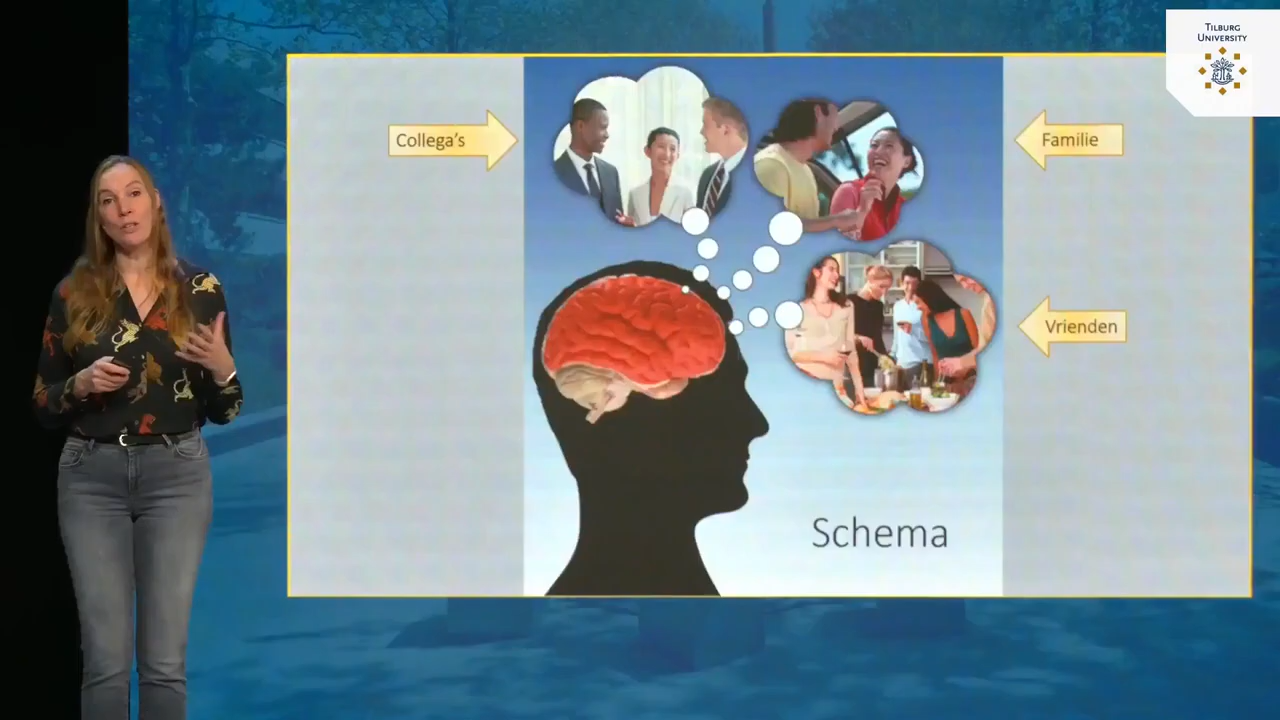 TILBURG
UNIVERSITY
Collega's
Familie
Vrienden
Schema